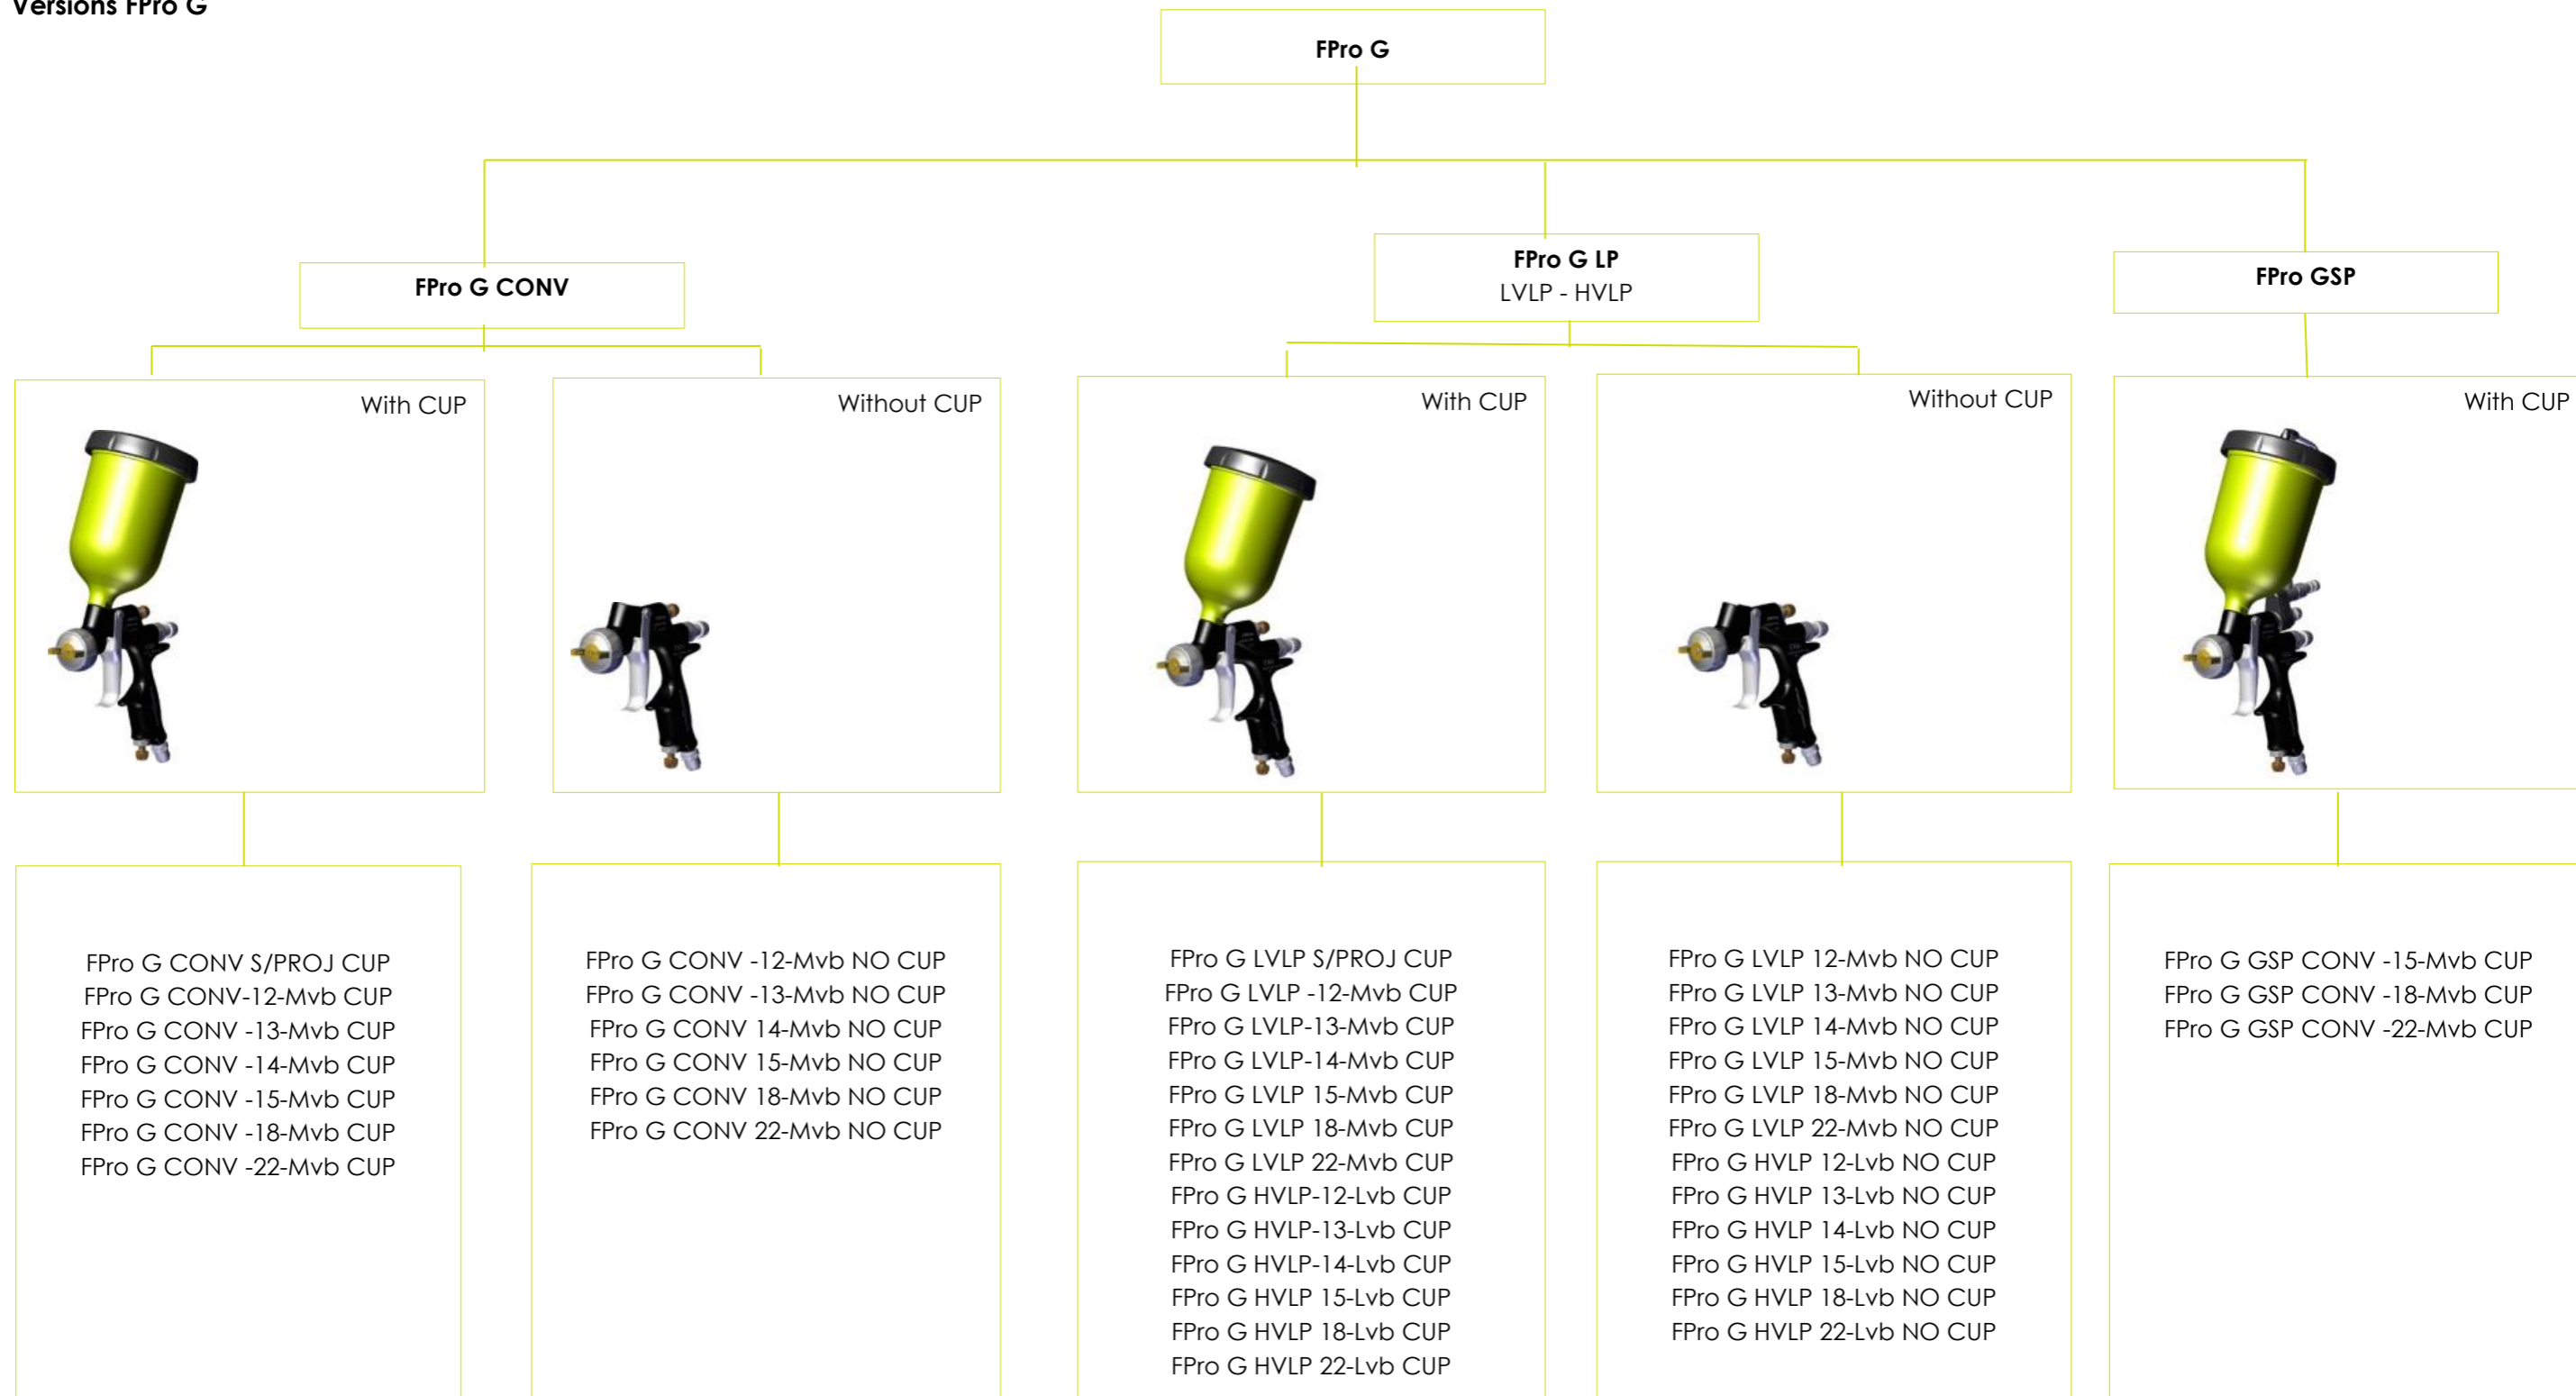 Versions FPro G
FPro G
FPro G CONV
FPro G LP
LVLP - HVLP
FPro GSP
With CUP
Without CUP
With CUP
Without CUP
With CUP
FPro G CONV S/PROJ CUP
FPro G CONV-12-Mvb CUP
FPro G CONV -13-Mvb CUP
FPro G CONV -14-Mvb CUP
FPro G CONV -15-Mvb CUP
FPro G CONV -18-Mvb CUP
FPro G CONV -22-Mvb CUP
FPro G CONV -12-Mvb NO CUP
FPro G CONV -13-Mvb NO CUP
FPro G CONV 14-Mvb NO CUP
FPro G CONV 15-Mvb NO CUP
FPro G CONV 18-Mvb NO CUP
FPro G CONV 22-Mvb NO CUP
FPro G LVLP S/PROJ CUP
FPro G LVLP -12-Mvb CUP
FPro G LVLP-13-Mvb CUP
FPro G LVLP-14-Mvb CUP
FPro G LVLP 15-Mvb CUP
FPro G LVLP 18-Mvb CUP
FPro G LVLP 22-Mvb CUP
FPro G HVLP-12-Lvb CUP
FPro G HVLP-13-Lvb CUP
FPro G HVLP-14-Lvb CUP
FPro G HVLP 15-Lvb CUP
FPro G HVLP 18-Lvb CUP
FPro G HVLP 22-Lvb CUP
FPro G LVLP 12-Mvb NO CUP
FPro G LVLP 13-Mvb NO CUP
FPro G LVLP 14-Mvb NO CUP
FPro G LVLP 15-Mvb NO CUP
FPro G LVLP 18-Mvb NO CUP
FPro G LVLP 22-Mvb NO CUP
FPro G HVLP 12-Lvb NO CUP
FPro G HVLP 13-Lvb NO CUP
FPro G HVLP 14-Lvb NO CUP
FPro G HVLP 15-Lvb NO CUP
FPro G HVLP 18-Lvb NO CUP
FPro G HVLP 22-Lvb NO CUP
FPro G GSP CONV -15-Mvb CUP
FPro G GSP CONV -18-Mvb CUP
FPro G GSP CONV -22-Mvb CUP